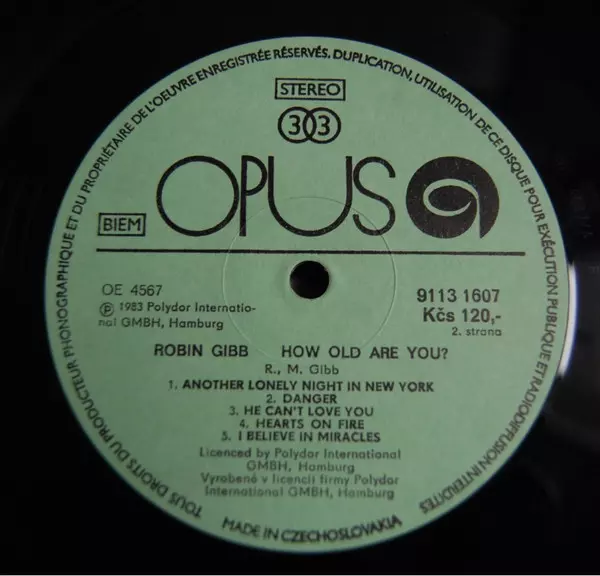 TOUS DROITS DU PRODUCTEUR PHONOGRAPHIQUE ET DU PROPRIÉTAIRE DE L'OEUVRE ENREGISTRÉE RÉSERVÉS. DUPLICATION, UTILISATION DE CE DISQUE POUR EXÉCUTION PUBLIQUE ET RADIODIFFUSION INTERDITES
STEREO
33
OPUS
BIEM
OE 4567
℗ 1983 Polydor Internatio-
nal GMBH, Hamburg
9113 1607
Kčs 120,-
2. strana
ROBIN GIBB HOW OLD ARE YOU?
R., M. Gibb
1. ANOTHER LONELY NIGHT IN NEW YORK
2. DANGER
3. HE CAN'T LOVE YOU
4. HEARTS ON FIRE
5. I BELIEVE IN MIRACLES
Licenced by Polydor International
GMBH, Hamburg
Vyrobené v licencii firmy Polydor
International GMBH, Hamburg
MADE IN CZECHOSLOVAKIA